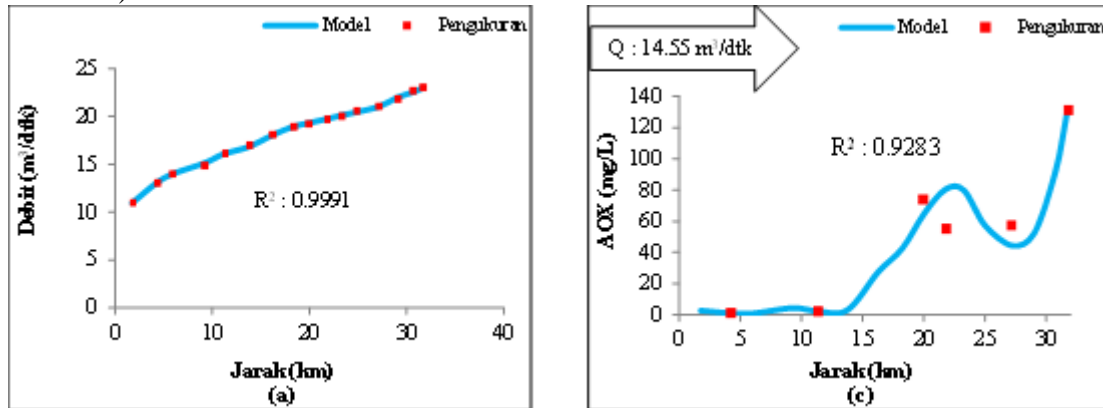 Model Pengukuran
Debit (m³/dtk)
25
20
15
10
5
0
R² : 0.9991
0 10 20 30 40
Jarak (km)
(a)
Q : 14.55 m³/dtk
Model Pengukuran
AOX (mg/L)
140
120
100
80
60
40
20
0
R² : 0.9283
0 5 10 15 20 25 30
Jarak (km)
(c)